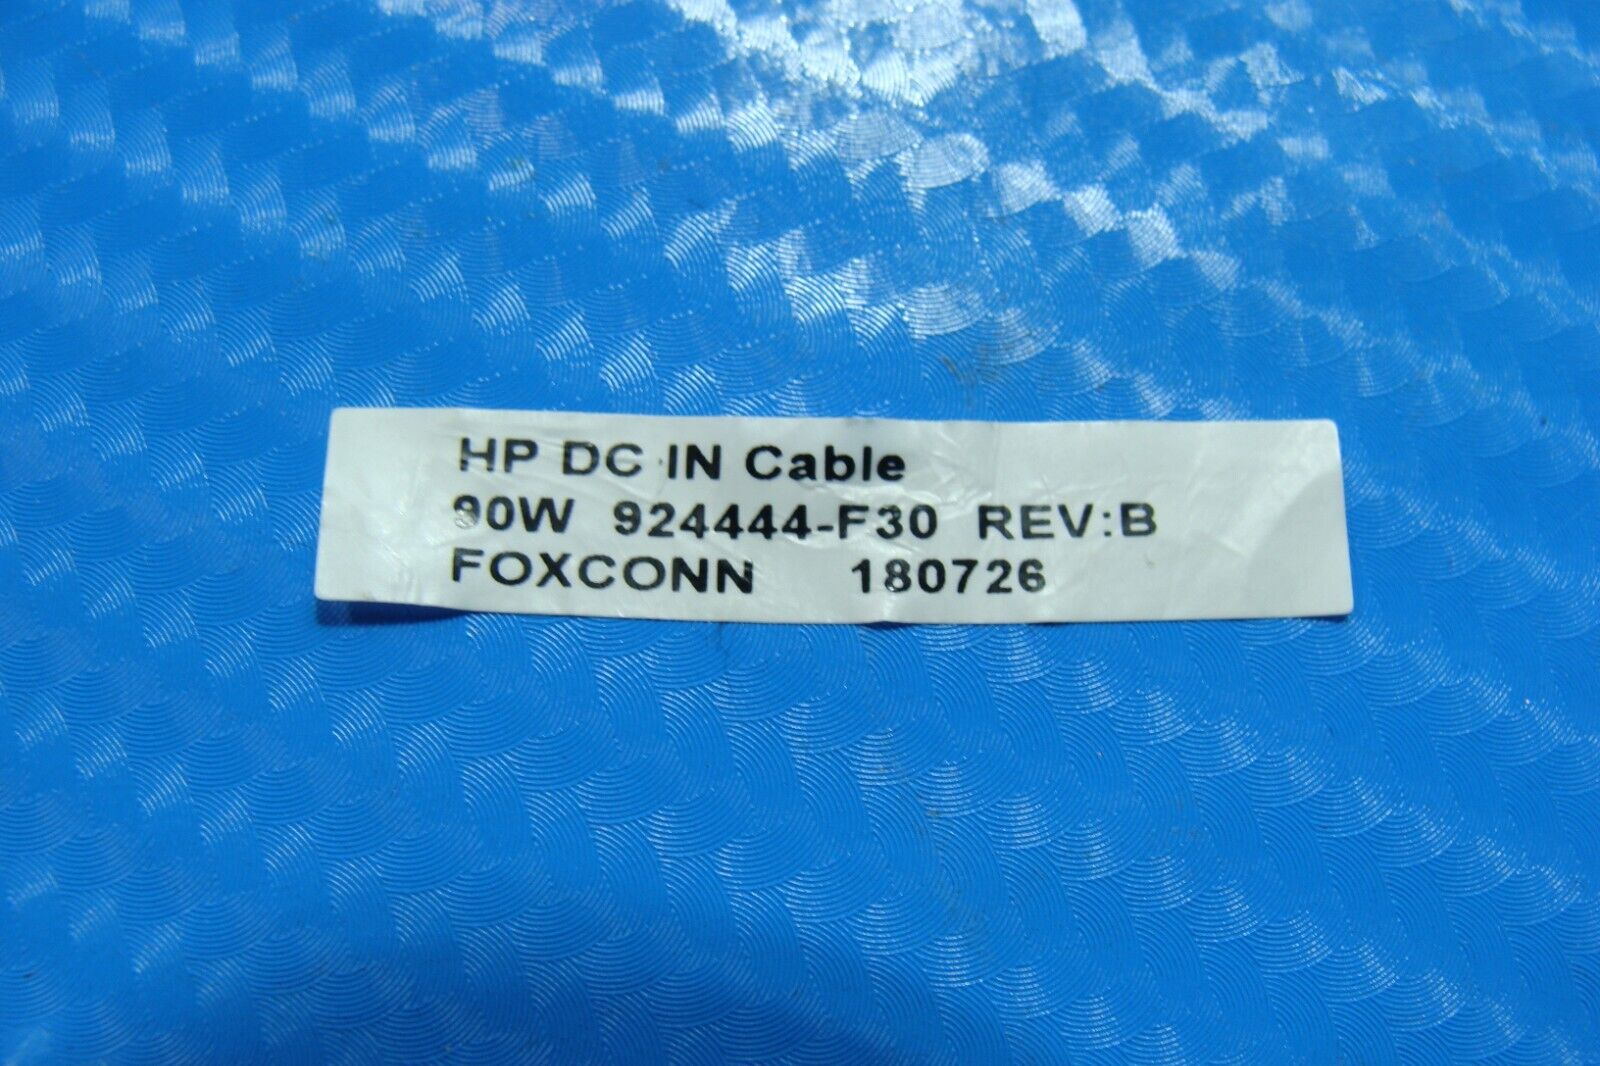 HP DC IN Cable
90W 924444-F30 REV:B
FOXCONN 180726